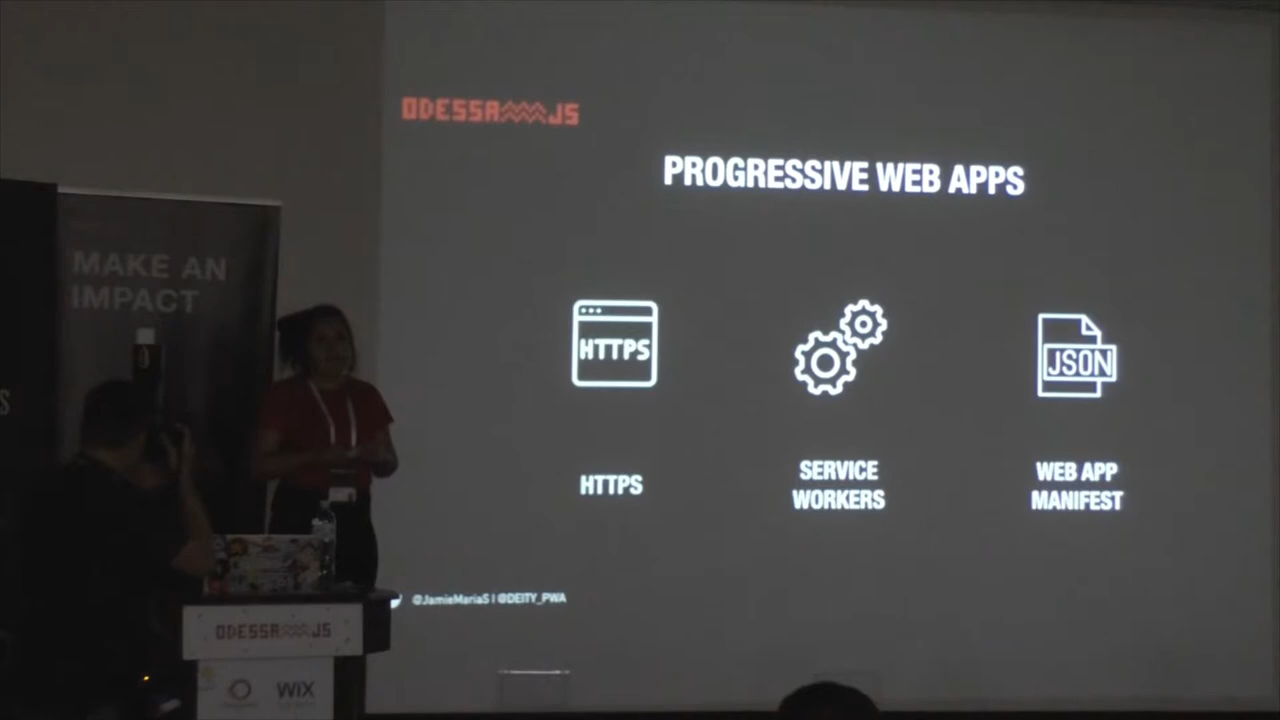 ODESSA JS
PROGRESSIVE WEB APPS
HTTPS
JSON
HTTPS
SERVICE
WORKERS
WEB APP
MANIFEST
@JamieMariaS | @DEITY_PWA
MAKE AN
IMPACT
S
ODESSA JS
WIX